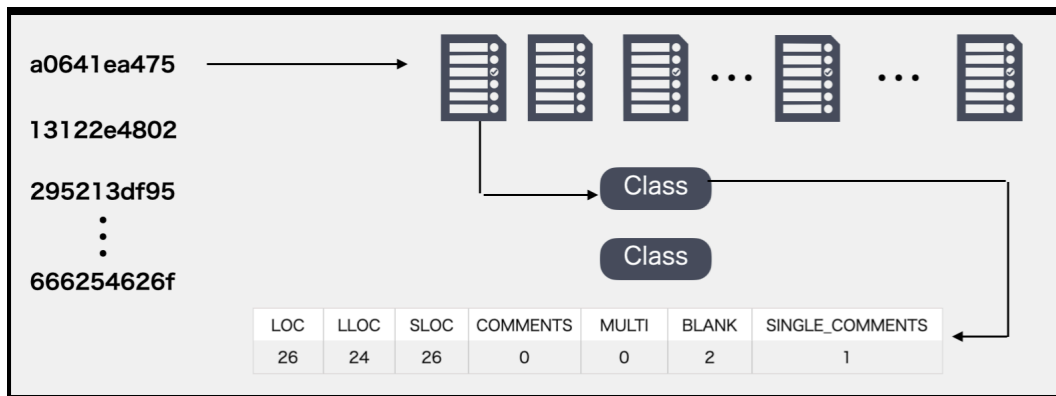 a0641ea475
13122e4802
295213df95
666254626f
Class
Class
LOC LLOC SLOC COMMENTS MULTI BLANK SINGLE_COMMENTS
26 24 26 0 0 2 1